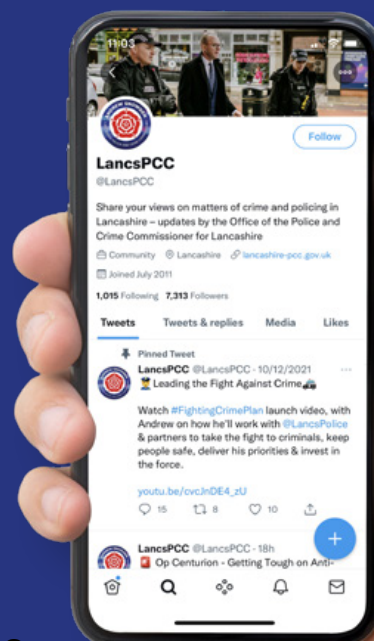 11:03
ANDREW SNOWDEN
Follow
LancsPCC
@LancsPCC
Share your views on matters of crime and policing in
Lancashire – updates by the Office of the Police and
Crime Commissioner for Lancashire
Community Lancashire lancashire-pcc.gov.uk
Joined July 2011
1,015 Following 7,313 Followers
Tweets Tweets & replies Media Likes
Pinned Tweet
LancsPCC @LancsPCC · 10/12/2021
Leading the Fight Against Crime
Watch #FightingCrimePlan launch video, with
Andrew on how he'll work with @LancsPolice
& partners to take the fight to criminals, keep
people safe, deliver his priorities & invest in
the force.
youtu.be/cvcJnDE4_zU
15 8 10
LancsPCC @LancsPCC · 18h
Op Centurion - Getting Tough on Anti-